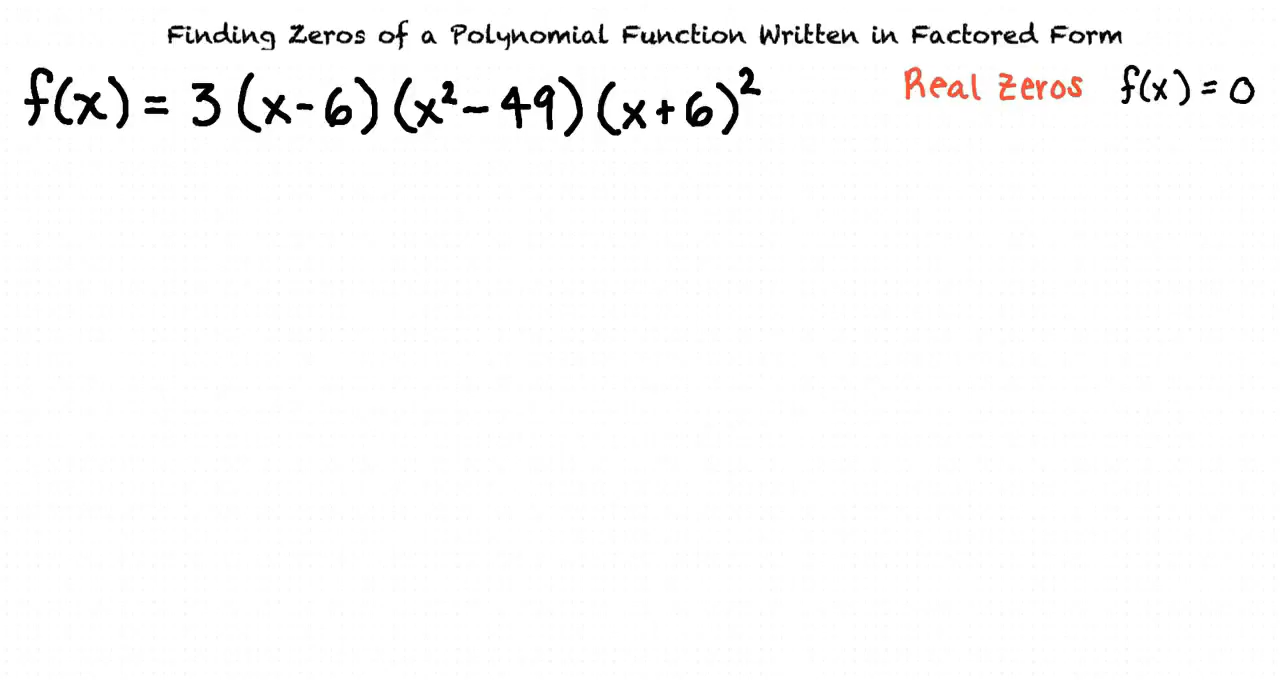 Finding Zeros of a Polynomial Function Written in Factored Form
f(x) = 3(x-6)(x²-49)(x+6)² Real Zeros f(x) = 0